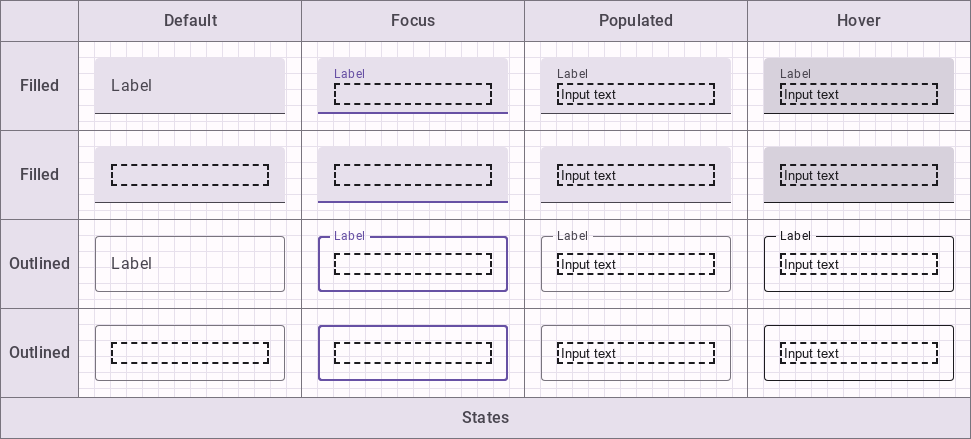 Default Focus Populated Hover
Filled Label Label Label Label
Input text Input text
Filled Input text Input text
Outlined Label Label Label Label
Input text Input text
Outlined Input text Input text
States